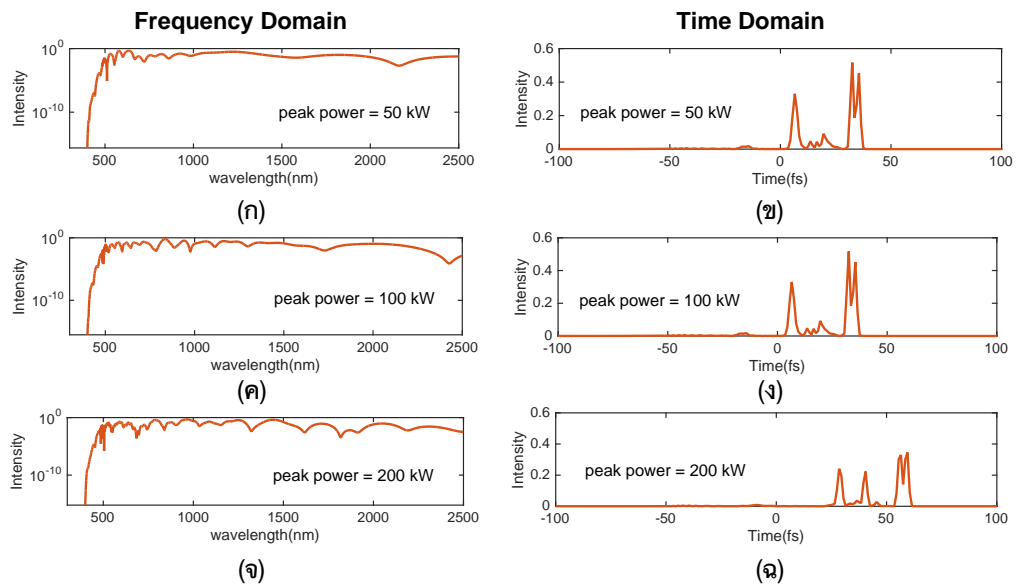 Frequency Domain
Time Domain
10^0
10^-10
Intensity
peak power = 50 kW
500 1000 1500 2000 2500
wavelength(nm)
(ก)
0.6
0.4
0.2
0
Intensity
peak power = 50 kW
-100 -50 0 50 100
Time(fs)
(ข)
10^0
10^-10
Intensity
peak power = 100 kW
500 1000 1500 2000 2500
wavelength(nm)
(ค)
0.6
0.4
0.2
0
Intensity
peak power = 100 kW
-100 -50 0 50 100
Time(fs)
(ง)
10^0
10^-10
Intensity
peak power = 200 kW
500 1000 1500 2000 2500
wavelength(nm)
(จ)
0.6
0.4
0.2
0
Intensity
peak power = 200 kW
-100 -50 0 50 100
Time(fs)
(ฉ)